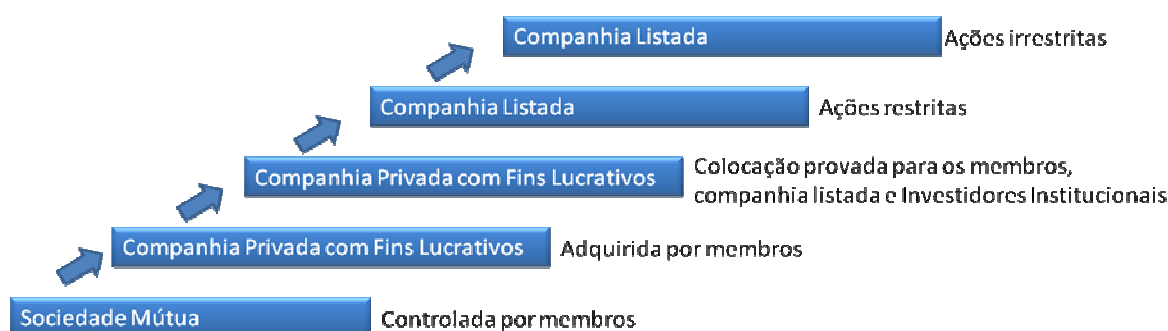 Companhia Listada
Ações irrestritas
Companhia Listada
Ações restritas
Companhia Privada com Fins Lucrativos
Colocação provada para os membros,
companhia listada e Investidores Institucionais
Companhia Privada com Fins Lucrativos
Adquirida por membros
Sociedade Mútua
Controlada por membros